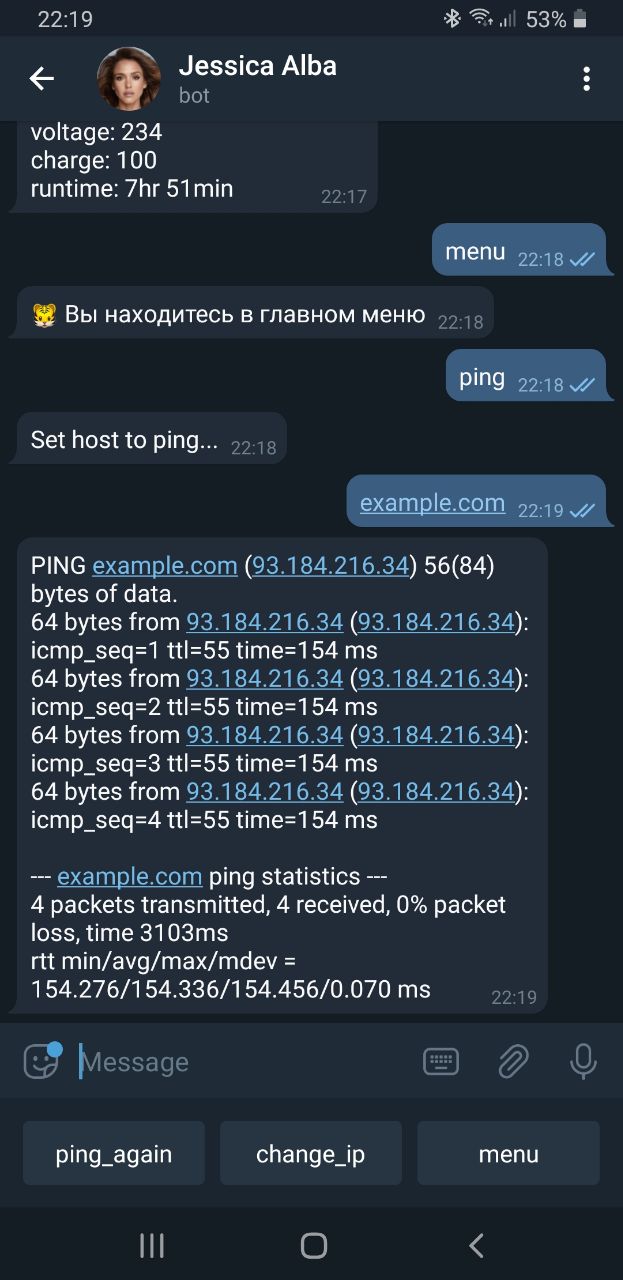 22:19
53%
Jessica Alba
bot
voltage: 234
charge: 100
runtime: 7hr 51min
22:17
menu 22:18
🐯 Вы находитесь в главном меню 22:18
ping 22:18
Set host to ping... 22:18
example.com 22:19
PING example.com (93.184.216.34) 56(84)
bytes of data.
64 bytes from 93.184.216.34 (93.184.216.34):
icmp_seq=1 ttl=55 time=154 ms
64 bytes from 93.184.216.34 (93.184.216.34):
icmp_seq=2 ttl=55 time=154 ms
64 bytes from 93.184.216.34 (93.184.216.34):
icmp_seq=3 ttl=55 time=154 ms
64 bytes from 93.184.216.34 (93.184.216.34):
icmp_seq=4 ttl=55 time=154 ms
--- example.com ping statistics ---
4 packets transmitted, 4 received, 0% packet
loss, time 3103ms
rtt min/avg/max/mdev =
154.276/154.336/154.456/0.070 ms
22:19
Message
ping_again
change_ip
menu